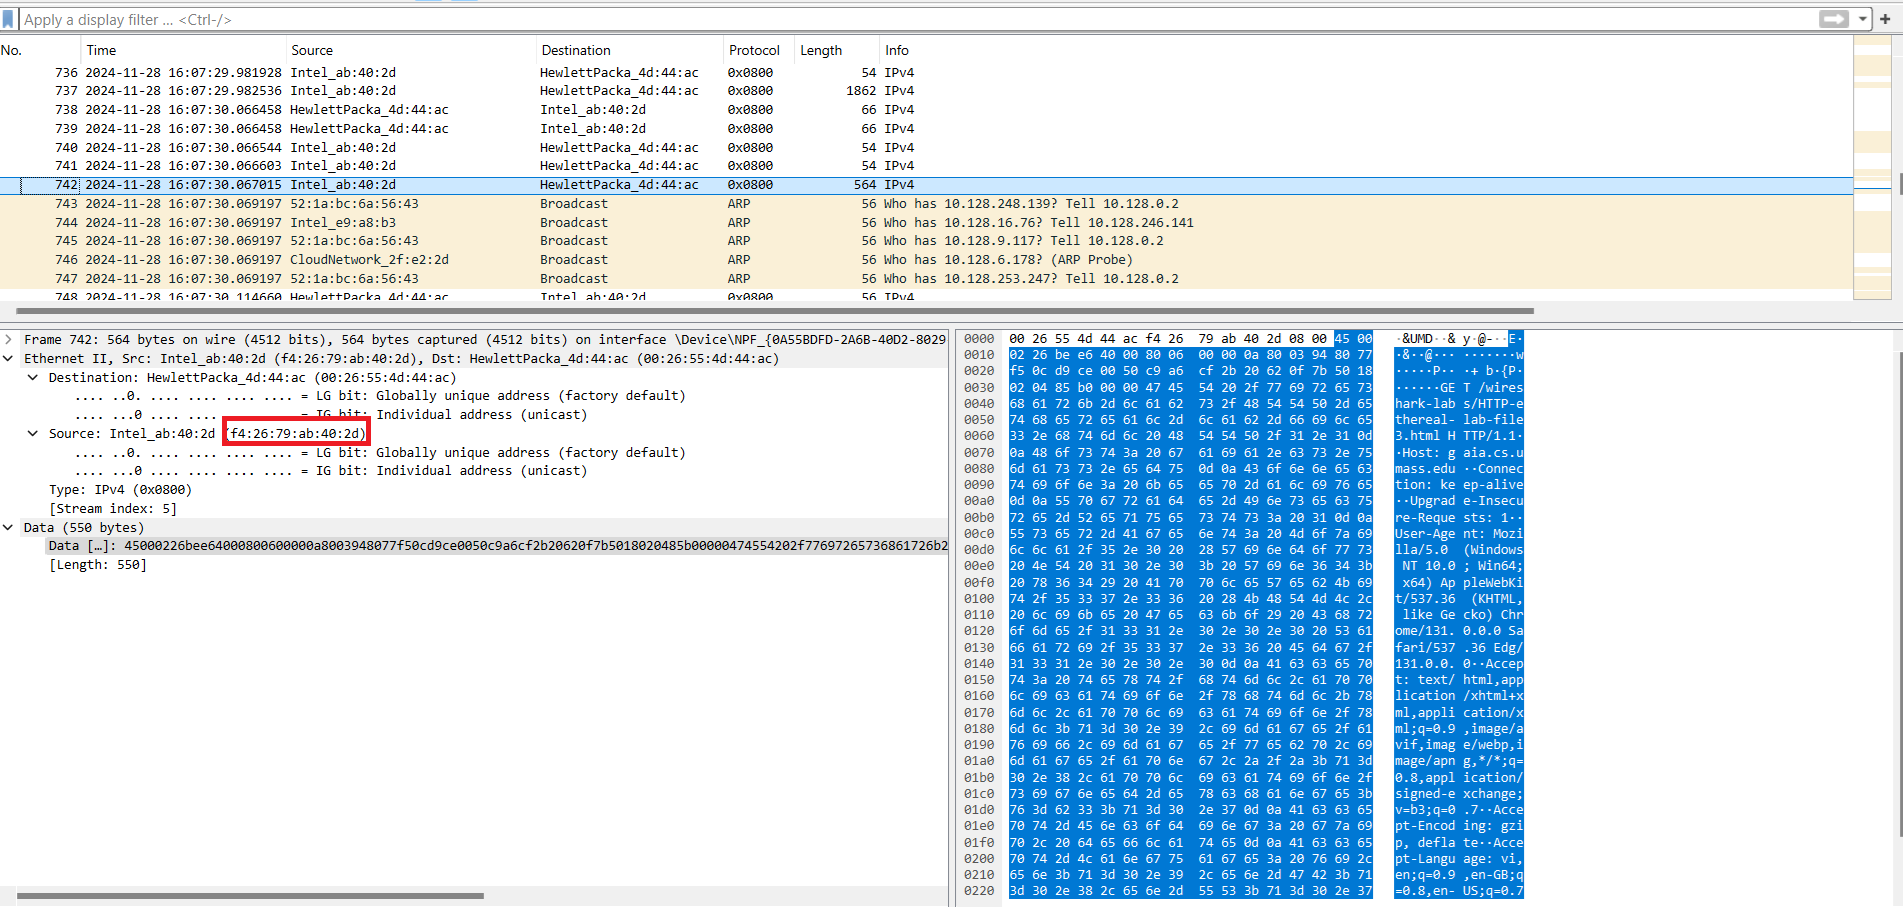 Apply a display filter ... <Ctrl-/>
No. Time Source Destination Protocol Length Info
736 2024-11-28 16:07:29.981928 Intel_ab:40:2d HewlettPacka_4d:44:ac 0x0800 54 IPv4
737 2024-11-28 16:07:29.982536 Intel_ab:40:2d HewlettPacka_4d:44:ac 0x0800 1862 IPv4
738 2024-11-28 16:07:30.066458 HewlettPacka_4d:44:ac Intel_ab:40:2d 0x0800 66 IPv4
739 2024-11-28 16:07:30.066458 HewlettPacka_4d:44:ac Intel_ab:40:2d 0x0800 66 IPv4
740 2024-11-28 16:07:30.066544 Intel_ab:40:2d HewlettPacka_4d:44:ac 0x0800 54 IPv4
741 2024-11-28 16:07:30.066603 Intel_ab:40:2d HewlettPacka_4d:44:ac 0x0800 54 IPv4
742 2024-11-28 16:07:30.067015 Intel_ab:40:2d HewlettPacka_4d:44:ac 0x0800 564 IPv4
743 2024-11-28 16:07:30.069197 52:1a:bc:6a:56:43 Broadcast ARP 56 Who has 10.128.248.139? Tell 10.128.0.2
744 2024-11-28 16:07:30.069197 Intel_e9:a8:b3 Broadcast ARP 56 Who has 10.128.16.76? Tell 10.128.246.141
745 2024-11-28 16:07:30.069197 52:1a:bc:6a:56:43 Broadcast ARP 56 Who has 10.128.9.117? Tell 10.128.0.2
746 2024-11-28 16:07:30.069197 CloudNetwork_2f:e2:2d Broadcast ARP 56 Who has 10.128.6.178? (ARP Probe)
747 2024-11-28 16:07:30.069197 52:1a:bc:6a:56:43 Broadcast ARP 56 Who has 10.128.253.247? Tell 10.128.0.2
748 2024-11-28 16:07:30.114660 HewlettPacka_4d:44:ac Intel_ab:40:2d 0x0800 56 IPv4
Frame 742: 564 bytes on wire (4512 bits), 564 bytes captured (4512 bits) on interface \Device\NPF_{0A55BDFD-2A6B-40D2-8029
Ethernet II, Src: Intel_ab:40:2d (f4:26:79:ab:40:2d), Dst: HewlettPacka_4d:44:ac (00:26:55:4d:44:ac)
Destination: HewlettPacka_4d:44:ac (00:26:55:4d:44:ac)
.... ..0. .... .... .... .... = LG bit: Globally unique address (factory default)
.... ...0 .... .... .... .... = IG bit: Individual address (unicast)
Source: Intel_ab:40:2d (f4:26:79:ab:40:2d)
.... ..0. .... .... .... .... = LG bit: Globally unique address (factory default)
.... ...0 .... .... .... .... = IG bit: Individual address (unicast)
Type: IPv4 (0x0800)
[Stream index: 5]
Data (550 bytes)
Data […]: 45000226bee64000800600000a8003948077f50cd9ce0050c9a6cf2b20620f7b5018020485b00000474554202f77697265736861726b2
[Length: 550]
0000 00 26 55 4d 44 ac f4 26 79 ab 40 2d 08 00 45 00 ·&UMD··& y·@-··E·
0010 02 26 be e6 40 00 80 06 00 00 0a 80 03 94 80 77 ·&··@··· ·······w
0020 f5 0c d9 ce 00 50 c9 a6 cf 2b 20 62 0f 7b 50 18 ·····P·· ·+ b·{P·
0030 02 04 85 b0 00 00 47 45 54 20 2f 77 69 72 65 73 ······GE T /wires
0040 68 61 72 6b 2d 6c 61 62 73 2f 48 54 54 50 2d 65 hark-lab s/HTTP-e
0050 74 68 65 72 65 61 6c 2d 6c 61 62 2d 66 69 6c 65 thereal- lab-file
0060 33 2e 68 74 6d 6c 20 48 54 54 50 2f 31 2e 31 0d 3.html H TTP/1.1·
0070 0a 48 6f 73 74 3a 20 67 61 69 61 2e 63 73 2e 75 ·Host: g aia.cs.u
0080 6d 61 73 73 2e 65 64 75 0d 0a 43 6f 6e 6e 65 63 mass.edu ··Connec
0090 74 69 6f 6e 3a 20 6b 65 65 70 2d 61 6c 69 76 65 tion: ke ep-alive
00a0 0d 0a 55 70 67 72 61 64 65 2d 49 6e 73 65 63 75 ··Upgrad e-Insecu
00b0 72 65 2d 52 65 71 75 65 73 74 73 3a 20 31 0d 0a re-Reque sts: 1··
00c0 55 73 65 72 2d 41 67 65 6e 74 3a 20 4d 6f 7a 69 User-Age nt: Mozi
00d0 6c 6c 61 2f 35 2e 30 20 28 57 69 6e 64 6f 77 73 lla/5.0 (Windows
00e0 20 4e 54 20 31 30 2e 30 3b 20 57 69 6e 36 34 3b NT 10.0 ; Win64;
00f0 20 78 36 34 29 20 41 70 70 6c 65 57 65 62 4b 69 x64) Ap pleWebKi
0100 74 2f 35 33 37 2e 33 36 20 28 4b 48 54 4d 4c 2c t/537.36 (KHTML,
0110 20 6c 69 6b 65 20 47 65 63 6b 6f 29 20 43 68 72 like Ge cko) Chr
0120 6f 6d 65 2f 31 33 31 2e 30 2e 30 2e 30 20 53 61 ome/131. 0.0.0 Sa
0130 66 61 72 69 2f 35 33 37 2e 33 36 20 45 64 67 2f fari/537 .36 Edg/
0140 31 33 31 2e 30 2e 30 2e 30 0d 0a 41 63 63 65 70 131.0.0. 0··Accep
0150 74 3a 20 74 65 78 74 2f 68 74 6d 6c 2c 61 70 70 t: text/ html,app
0160 6c 69 63 61 74 69 6f 6e 2f 78 68 74 6d 6c 2b 78 lication /xhtml+x
0170 6d 6c 2c 61 70 70 6c 69 63 61 74 69 6f 6e 2f 78 ml,appli cation/x
0180 6d 6c 3b 71 3d 30 2e 39 2c 69 6d 61 67 65 2f 61 ml;q=0.9 ,image/a
0190 76 69 66 2c 69 6d 61 67 65 2f 77 65 62 70 2c 69 vif,imag e/webp,i
01a0 6d 61 67 65 2f 61 70 6e 67 2c 2a 2f 2a 3b 71 3d mage/apn g,*/*;q=
01b0 30 2e 38 2c 61 70 70 6c 69 63 61 74 69 6f 6e 2f 0.8,appl ication/
01c0 73 69 67 6e 65 64 2d 65 78 63 68 61 6e 67 65 3b signed-e xchange;
01d0 76 3d 62 33 3b 71 3d 30 2e 37 0d 0a 41 63 63 65 v=b3;q=0 .7··Acce
01e0 70 74 2d 45 6e 63 6f 64 69 6e 67 3a 20 67 7a 69 pt-Encod ing: gzi
01f0 70 2c 20 64 65 66 6c 61 74 65 0d 0a 41 63 63 65 p, defla te··Acce
0200 70 74 2d 4c 61 6e 67 75 61 67 65 3a 20 76 69 2c pt-Langu age: vi,
0210 65 6e 3b 71 3d 30 2e 39 2c 65 6e 2d 47 42 3b 71 en;q=0.9 ,en-GB;q
0220 3d 30 2e 38 2c 65 6e 2d 55 53 3b 71 3d 30 2e 37 =0.8,en- US;q=0.7